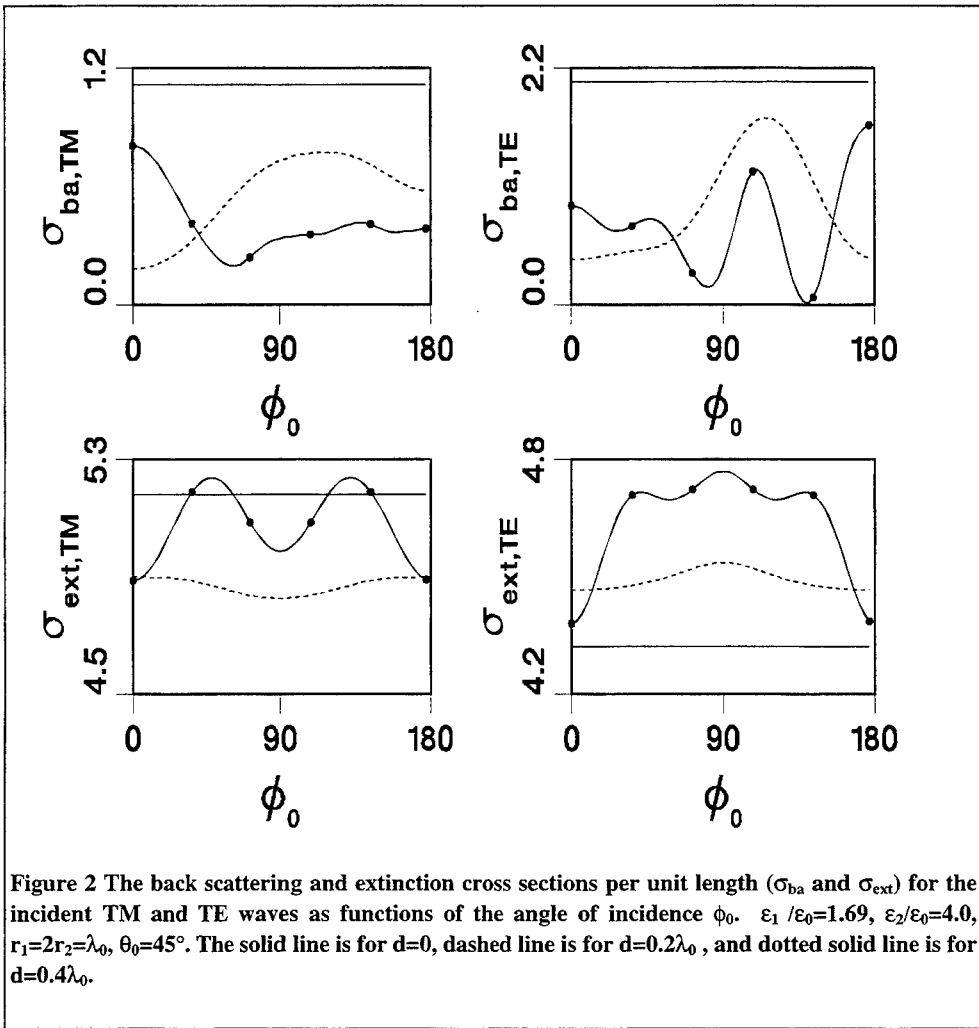 1.2
σba,TM
0.0
0 90 180
ϕ0
2.2
σba,TE
0.0
0 90 180
ϕ0
5.3
σext,TM
4.5
0 90 180
ϕ0
4.8
σext,TE
4.2
0 90 180
ϕ0
Figure 2 The back scattering and extinction cross sections per unit length (σba and σext) for the
incident TM and TE waves as functions of the angle of incidence ϕ0. ε1 /ε0=1.69, ε2/ε0=4.0,
r1=2r2=λ0, θ0=45°. The solid line is for d=0, dashed line is for d=0.2λ0 , and dotted solid line is for
d=0.4λ0.